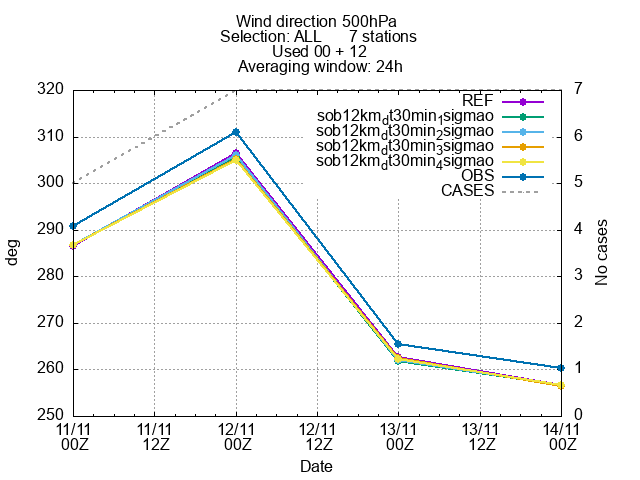 Wind direction 500hPa
Selection: ALL 7 stations
Used 00 + 12
Averaging window: 24h
REF
sob12km_dt30min_1sigmao
sob12km_dt30min_2sigmao
sob12km_dt30min_3sigmao
sob12km_dt30min_4sigmao
OBS
CASES
320
310
300
290
280
270
260
250
deg
7
6
5
4
3
2
1
0
No cases
11/11 11/11 12/11 12/11 13/11 13/11 14/11
00Z 12Z 00Z 12Z 00Z 12Z 00Z
Date